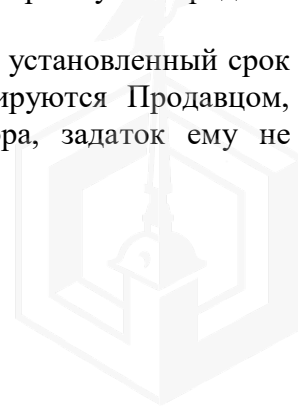 установленный срок
ируются Продавцом,
ра, задаток ему не